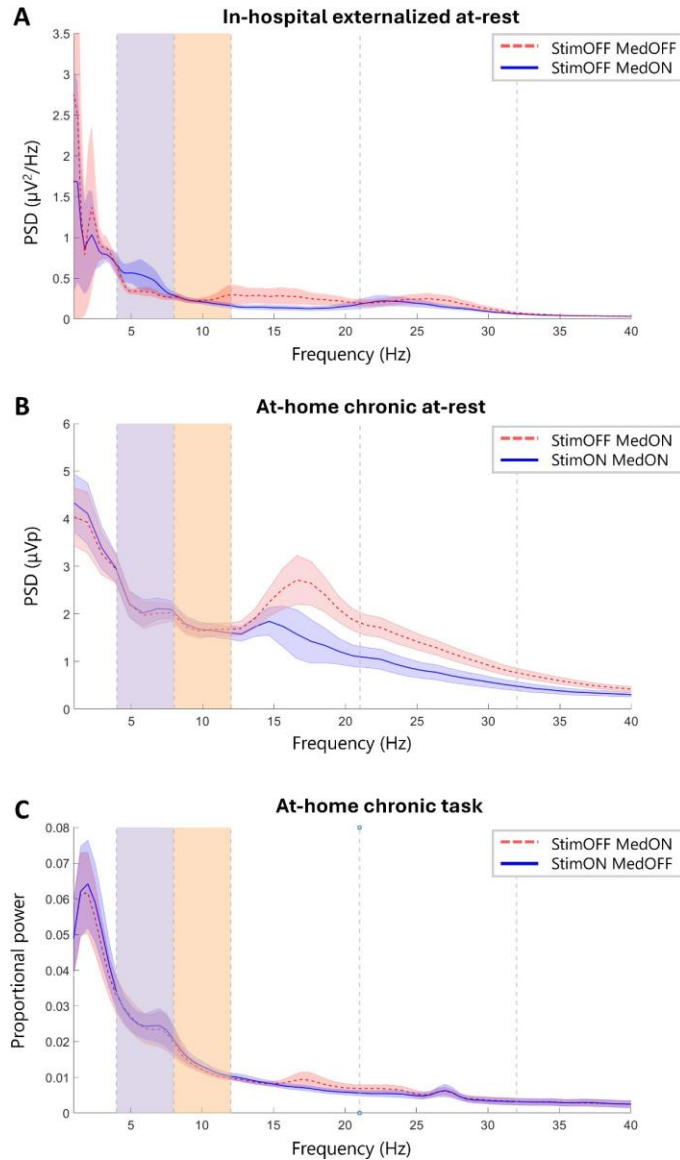 A
In-hospital externalized at-rest
StimOFF MedOFF
StimOFF MedON
PSD (µV²/Hz)
3.5
3
2.5
2
1.5
1
0.5
0
5 10 15 20 25 30 35 40
Frequency (Hz)
B
At-home chronic at-rest
StimOFF MedON
StimON MedON
PSD (µVp)
6
5
4
3
2
1
0
5 10 15 20 25 30 35 40
Frequency (Hz)
C
At-home chronic task
StimOFF MedON
StimON MedOFF
Proportional power
0.08
0.07
0.06
0.05
0.04
0.03
0.02
0.01
0
5 10 15 20 25 30 35 40
Frequency (Hz)